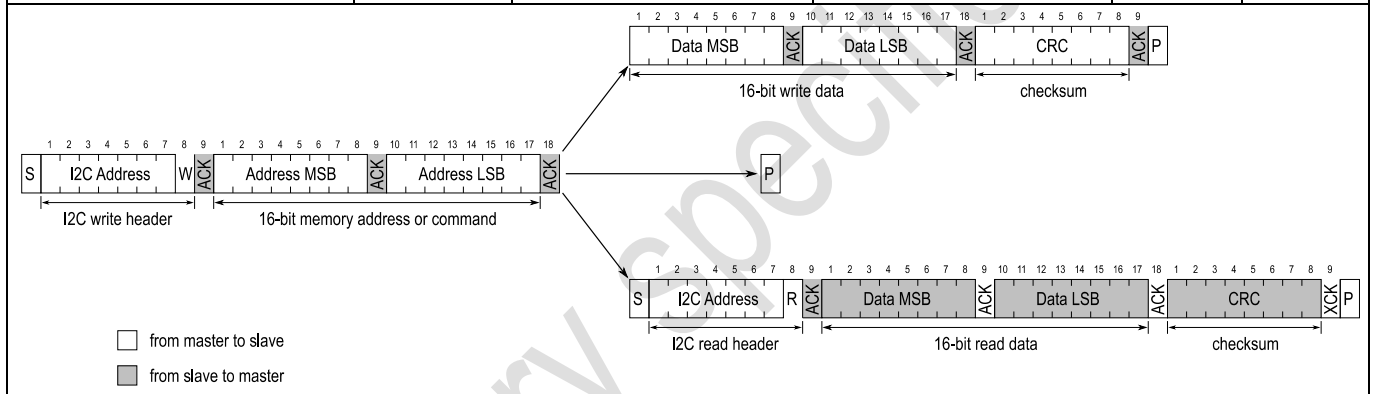 1 2 3 4 5 6 7 8 9 10 11 12 13 14 15 16 17 18 1 2 3 4 5 6 7 8 9
Data MSB ACK Data LSB ACK CRC ACK P
16-bit write data checksum
1 2 3 4 5 6 7 8 9 1 2 3 4 5 6 7 8 9 10 11 12 13 14 15 16 17 18
S I2C Address W ACK Address MSB ACK Address LSB ACK P
I2C write header 16-bit memory address or command
1 2 3 4 5 6 7 8 9 1 2 3 4 5 6 7 8 9 10 11 12 13 14 15 16 17 18 1 2 3 4 5 6 7 8 9
S I2C Address R ACK Data MSB ACK Data LSB ACK CRC XCK P
I2C read header 16-bit read data checksum
from master to slave
from slave to master